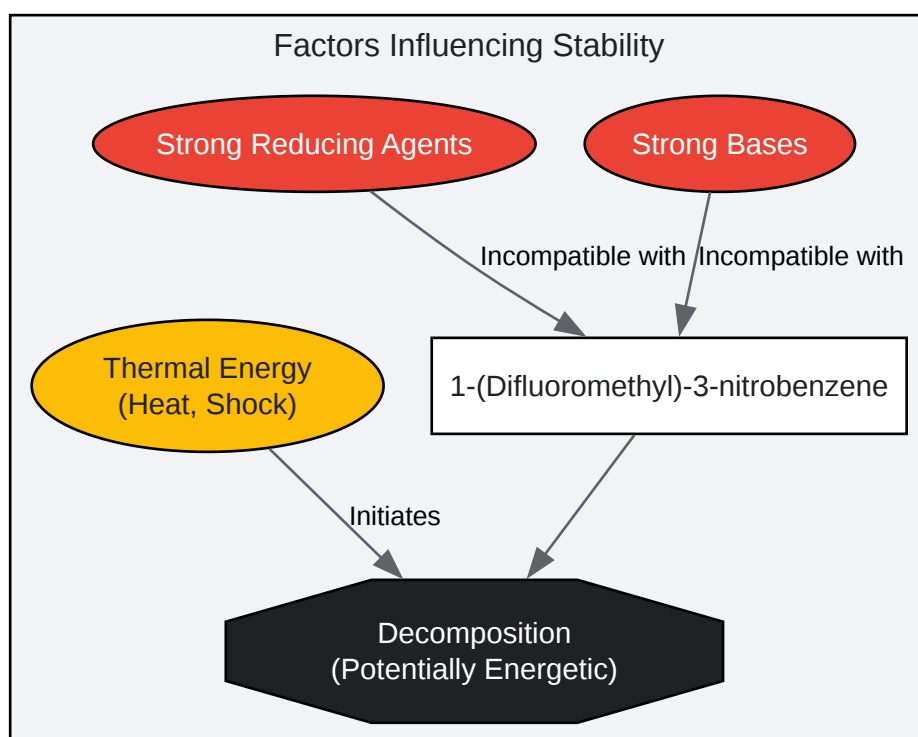 Factors Influencing Stability
Strong Reducing Agents
Strong Bases
Incompatible with
Incompatible with
Thermal Energy
(Heat, Shock)
1-(Difluoromethyl)-3-nitrobenzene
Initiates
Decomposition
(Potentially Energetic)